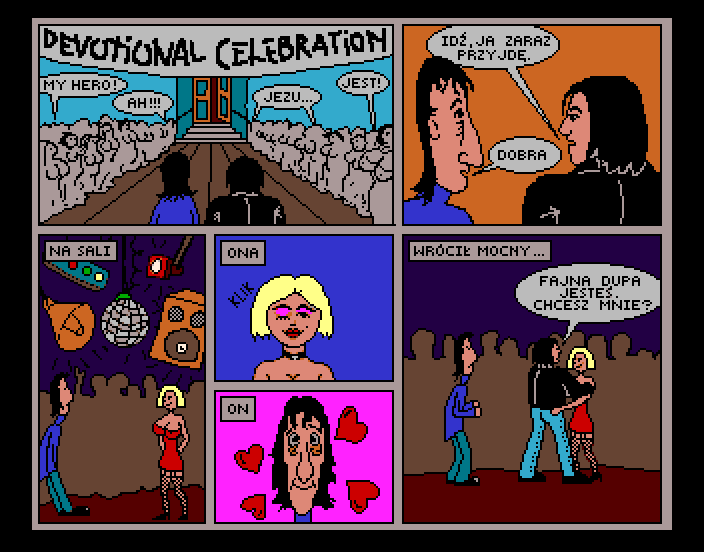 DEVOTIONAL CELEBRATION
MY HERO!
AH!!!
JEZU...
JEST!
IDŹ, JA ZARAZ
PRZYJDĘ.
DOBRA
NA SALI
ONA
KLIK
ON
WRÓCIŁ MOCNY...
FAJNA DUPA
JESTEŚ.
CHCESZ MNIE?